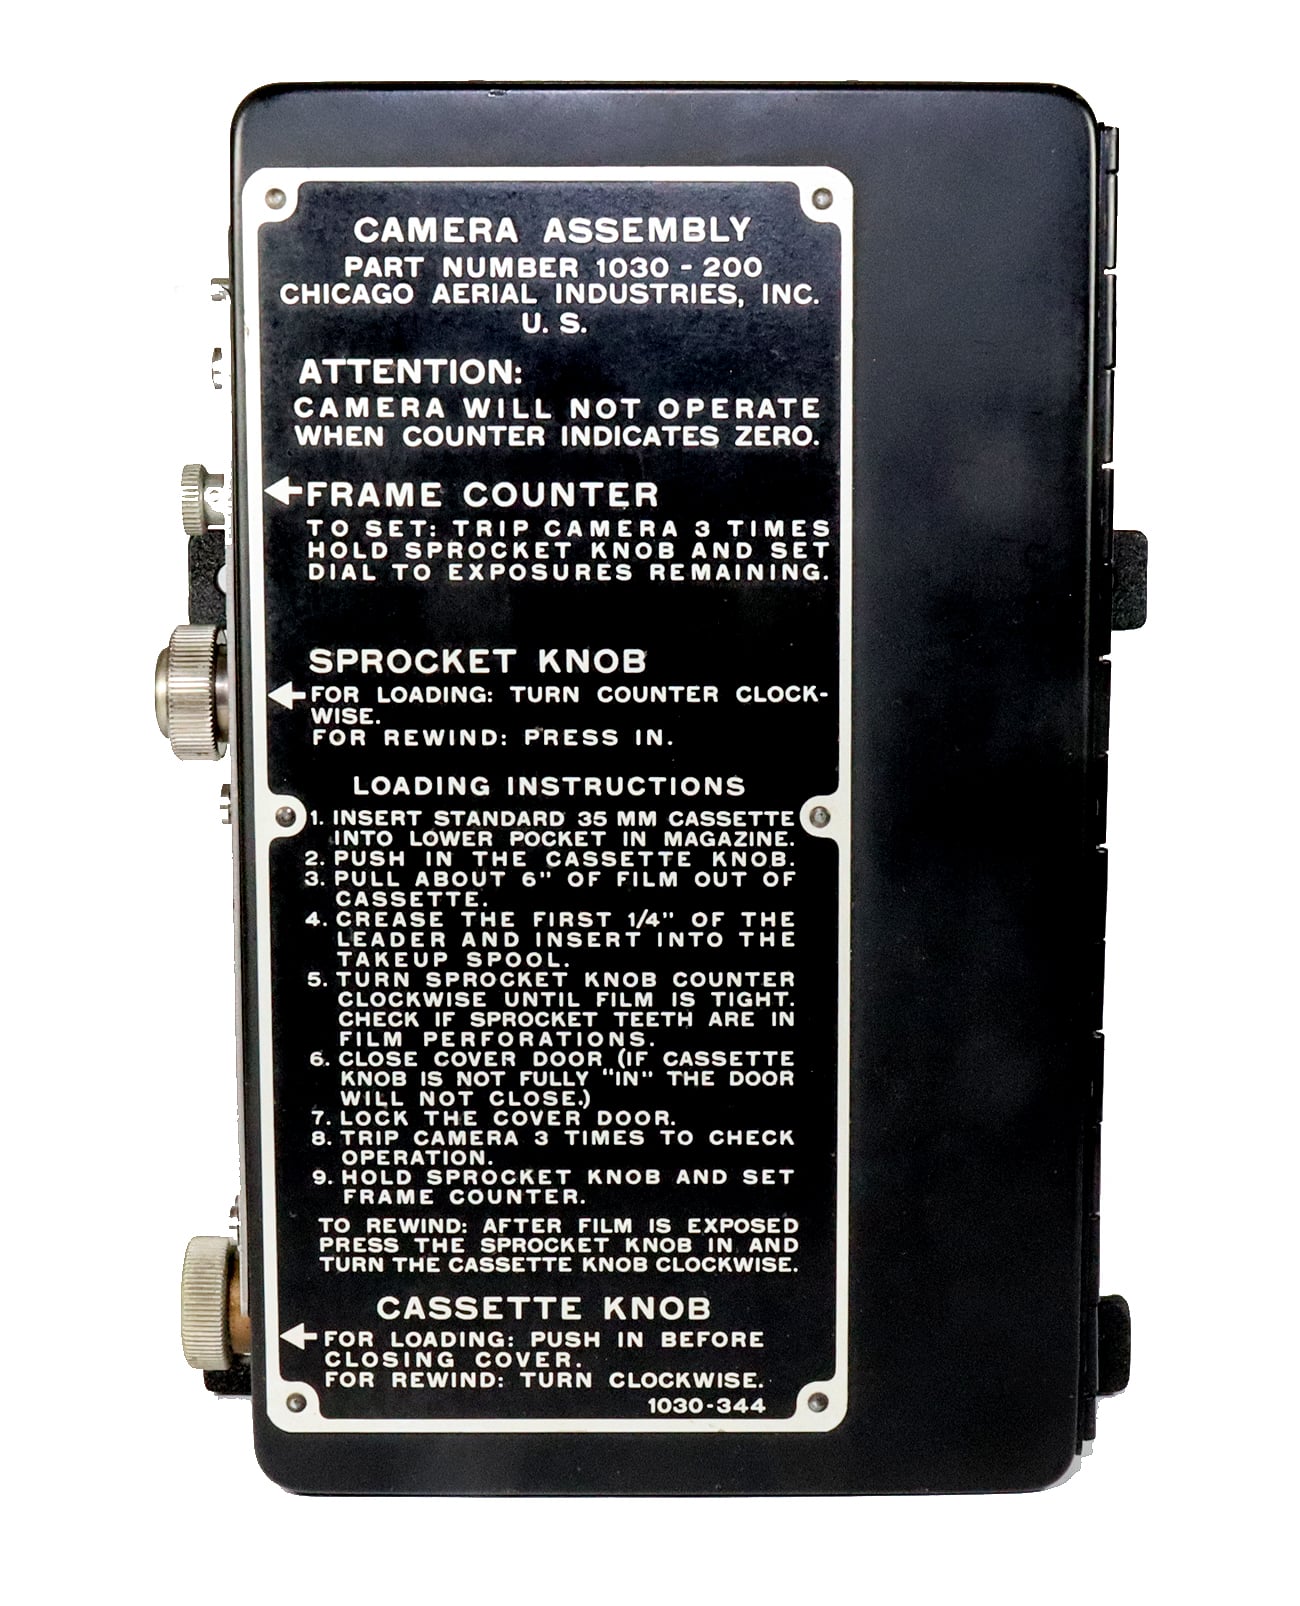 CAMERA ASSEMBLY
PART NUMBER 1030 - 200
CHICAGO AERIAL INDUSTRIES, INC.
U. S.
ATTENTION:
CAMERA WILL NOT OPERATE
WHEN COUNTER INDICATES ZERO.
FRAME COUNTER
TO SET: TRIP CAMERA 3 TIMES
HOLD SPROCKET KNOB AND SET
DIAL TO EXPOSURES REMAINING.
SPROCKET KNOB
FOR LOADING: TURN COUNTER CLOCK-
WISE.
FOR REWIND: PRESS IN.
LOADING INSTRUCTIONS
1. INSERT STANDARD 35 MM CASSETTE
INTO LOWER POCKET IN MAGAZINE.
2. PUSH IN THE CASSETTE KNOB.
3. PULL ABOUT 6" OF FILM OUT OF
CASSETTE.
4. CREASE THE FIRST 1/4" OF THE
LEADER AND INSERT INTO THE
TAKEUP SPOOL.
5. TURN SPROCKET KNOB COUNTER
CLOCKWISE UNTIL FILM IS TIGHT.
CHECK IF SPROCKET TEETH ARE IN
FILM PERFORATIONS.
6. CLOSE COVER DOOR (IF CASSETTE
KNOB IS NOT FULLY "IN" THE DOOR
WILL NOT CLOSE.)
7. LOCK THE COVER DOOR.
8. TRIP CAMERA 3 TIMES TO CHECK
OPERATION.
9. HOLD SPROCKET KNOB AND SET
FRAME COUNTER.
TO REWIND: AFTER FILM IS EXPOSED
PRESS THE SPROCKET KNOB IN AND
TURN THE CASSETTE KNOB CLOCKWISE.
CASSETTE KNOB
FOR LOADING: PUSH IN BEFORE
CLOSING COVER.
FOR REWIND: TURN CLOCKWISE.
1030-344